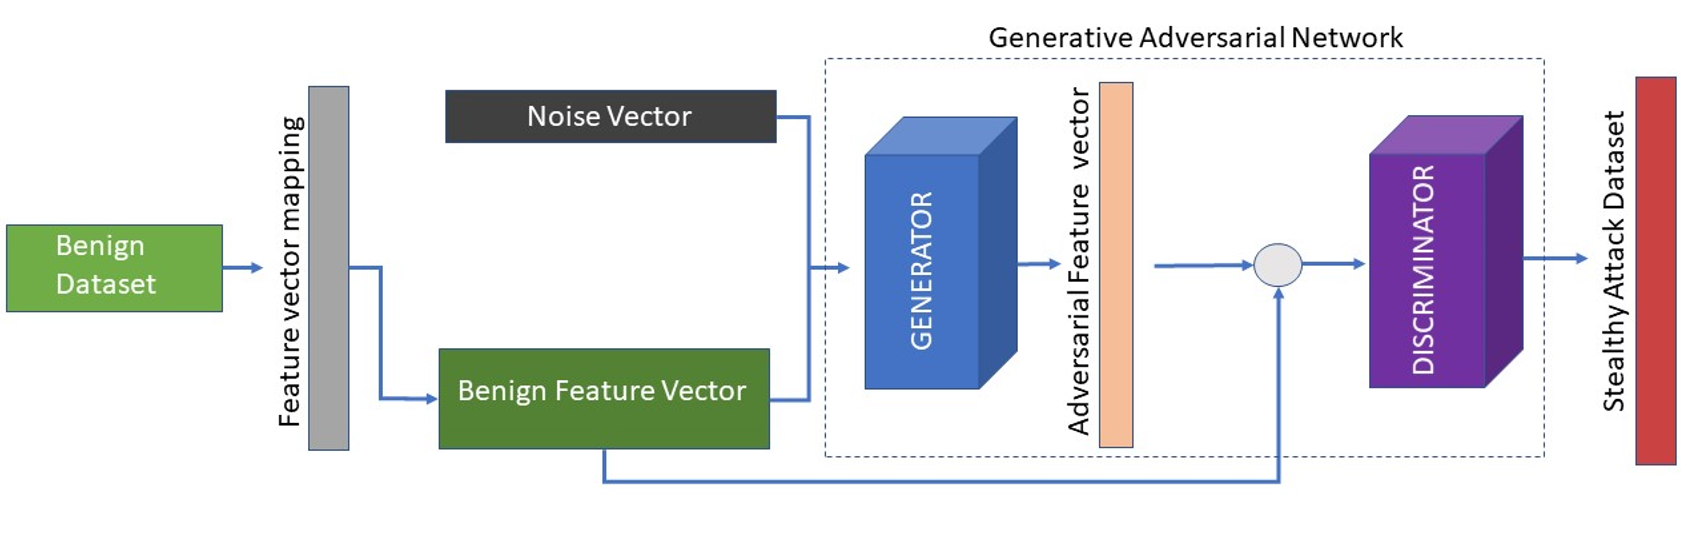 Generative Adversarial Network
Benign
Dataset
Feature vector mapping
Noise Vector
Benign Feature Vector
GENERATOR
Adversarial Feature vector
DISCRIMINATOR
Stealthy Attack Dataset